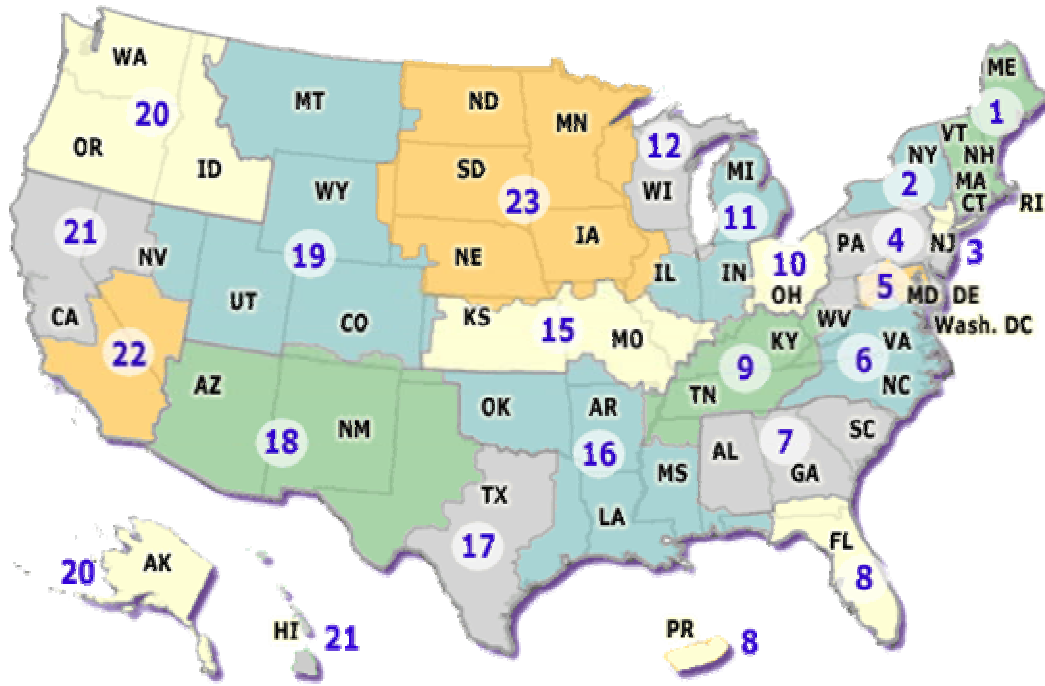 WA
ME
20
MT
ND
MN
1
OR
12
VT
NY
NH
ID
SD
MI
WY
WI
2
MA
CT
RI
23
11
21
NV
19
NE
IA
4
PA
NJ
3
10
IL
IN
5
OH
MD
DE
UT
CA
CO
KS
15
MO
WV
Wash. DC
22
9
KY
6
VA
AZ
TN
NC
OK
AR
18
NM
16
AL
7
SC
MS
GA
TX
LA
17
FL
AK
20
8
HI
21
PR
8